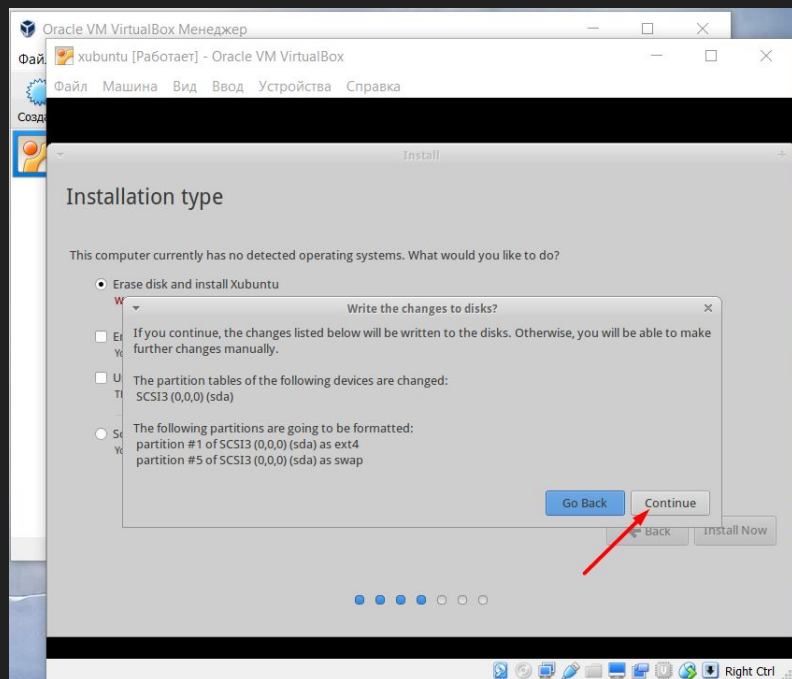 Oracle VM VirtualBox Менеджер
Фай
xubuntu [Работает] - Oracle VM VirtualBox
Файл Машина Вид Ввод Устройства Справка
Созда
Install
Installation type
This computer currently has no detected operating systems. What would you like to do?
Erase disk and install Xubuntu
W
Write the changes to disks?
If you continue, the changes listed below will be written to the disks. Otherwise, you will be able to make
further changes manually.
The partition tables of the following devices are changed:
SCSI3 (0,0,0) (sda)
The following partitions are going to be formatted:
partition #1 of SCSI3 (0,0,0) (sda) as ext4
partition #5 of SCSI3 (0,0,0) (sda) as swap
Go Back Continue
Back Install Now
Right Ctrl